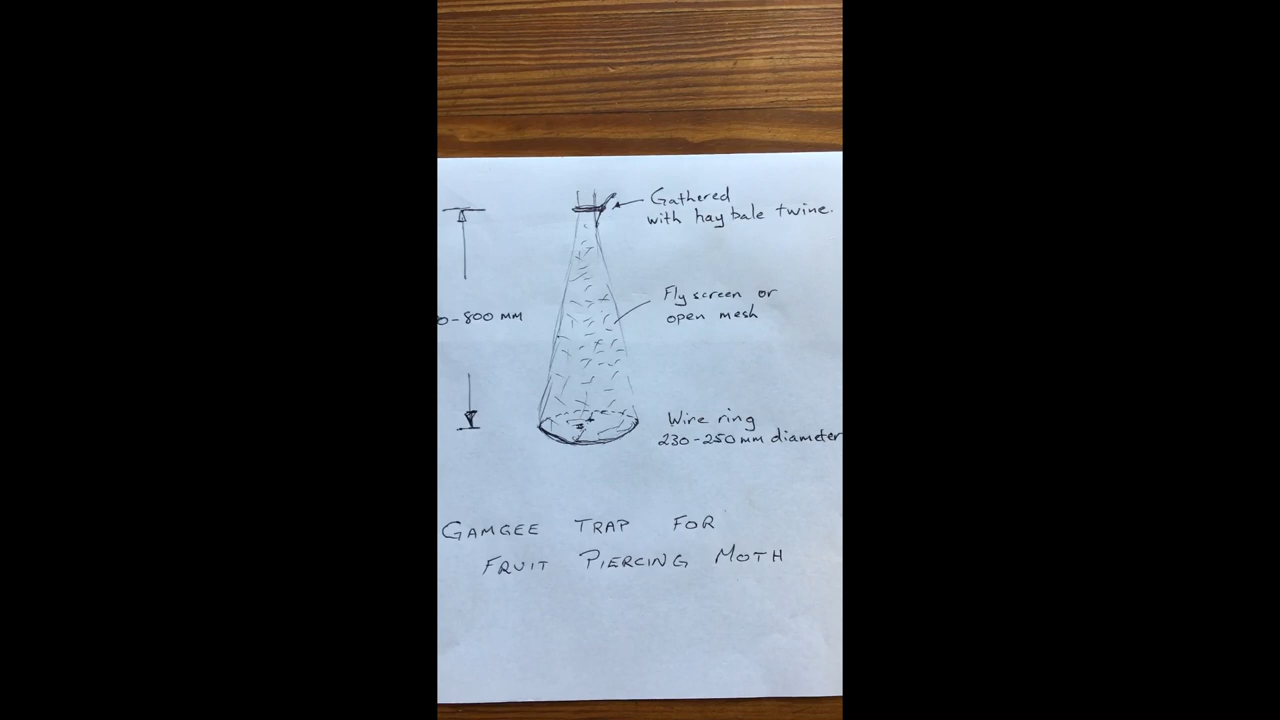 Gathered
with hay bale twine.
Fly screen or
open mesh
0-800 MM
Wire ring
230-250 mm diameter
GAMGEE TRAP FOR
FRUIT PIERCING MOTH